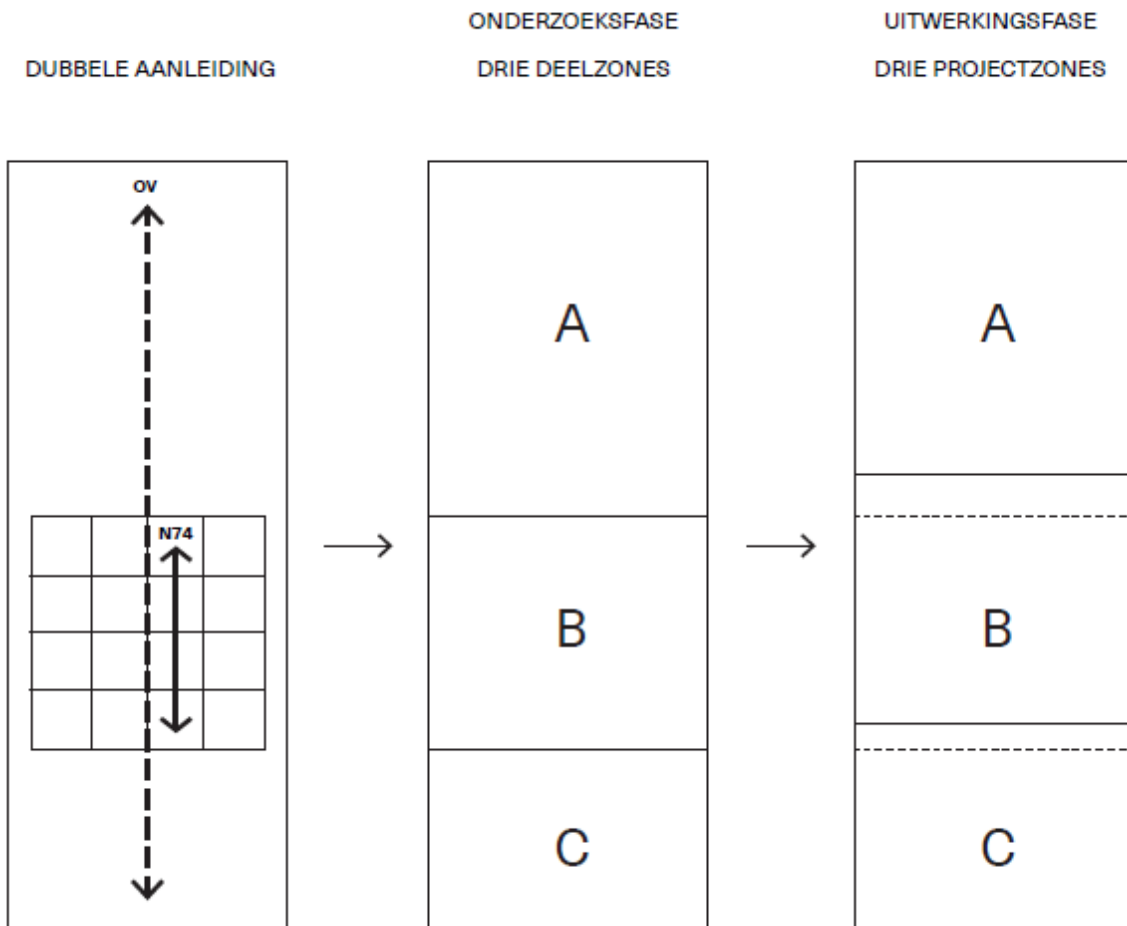 DUBBELE AANLEIDING
ONDERZOEKSFASE
DRIE DEELZONES
UITWERKINGSFASE
DRIE PROJECTZONES
OV
N74
A
B
C
A
B
C